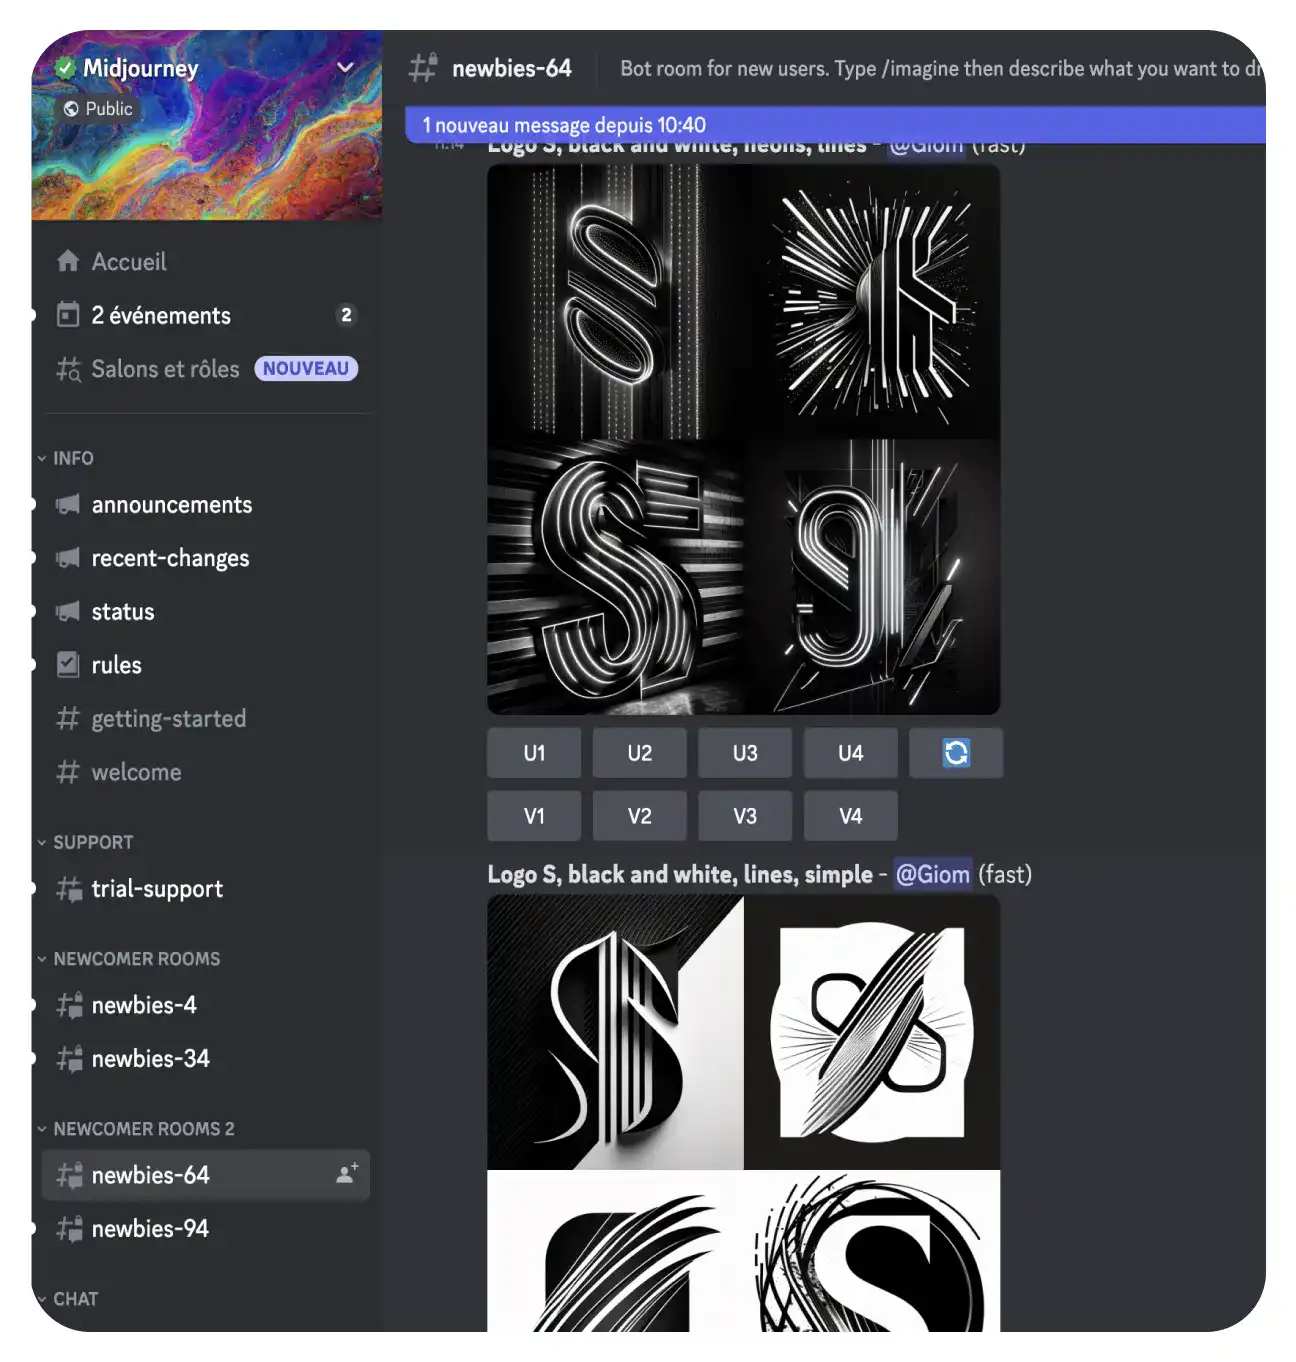 Midjourney
Public
Accueil
2 événements 2
Salons et rôles NOUVEAU
INFO
announcements
recent-changes
status
rules
getting-started
welcome
SUPPORT
trial-support
NEWCOMER ROOMS
newbies-4
newbies-34
NEWCOMER ROOMS 2
newbies-64
newbies-94
CHAT
newbies-64 Bot room for new users. Type /imagine then describe what you want to
1 nouveau message depuis 10:40
Logo S, black and white, neons, lines - @Giom (fast)
U1 U2 U3 U4
V1 V2 V3 V4
Logo S, black and white, lines, simple - @Giom (fast)